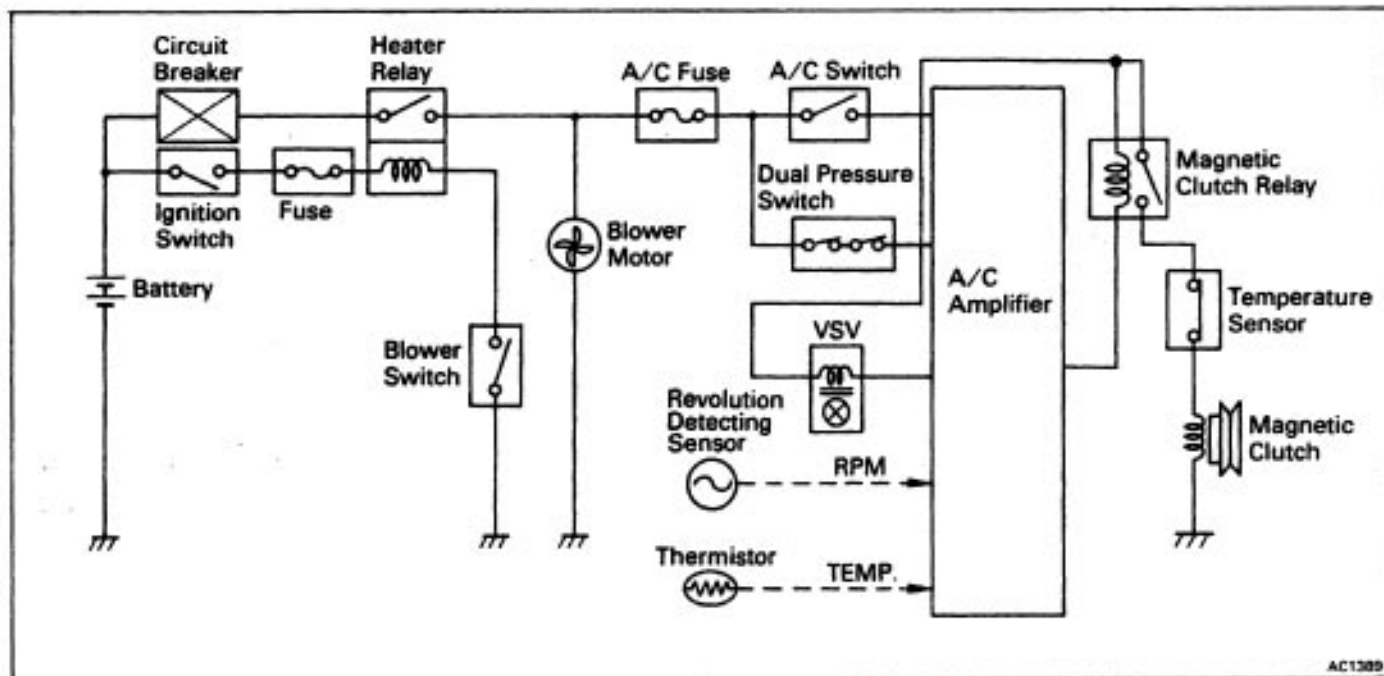 Circuit
Breaker
Heater
Relay
A/C Fuse
A/C Switch
Ignition
Switch
Fuse
Dual Pressure
Switch
Magnetic
Clutch Relay
Blower
Motor
Battery
A/C
Amplifier
Temperature
Sensor
VSV
Blower
Switch
Revolution
Detecting
Sensor
RPM
Magnetic
Clutch
Thermistor
TEMP.
AC1389